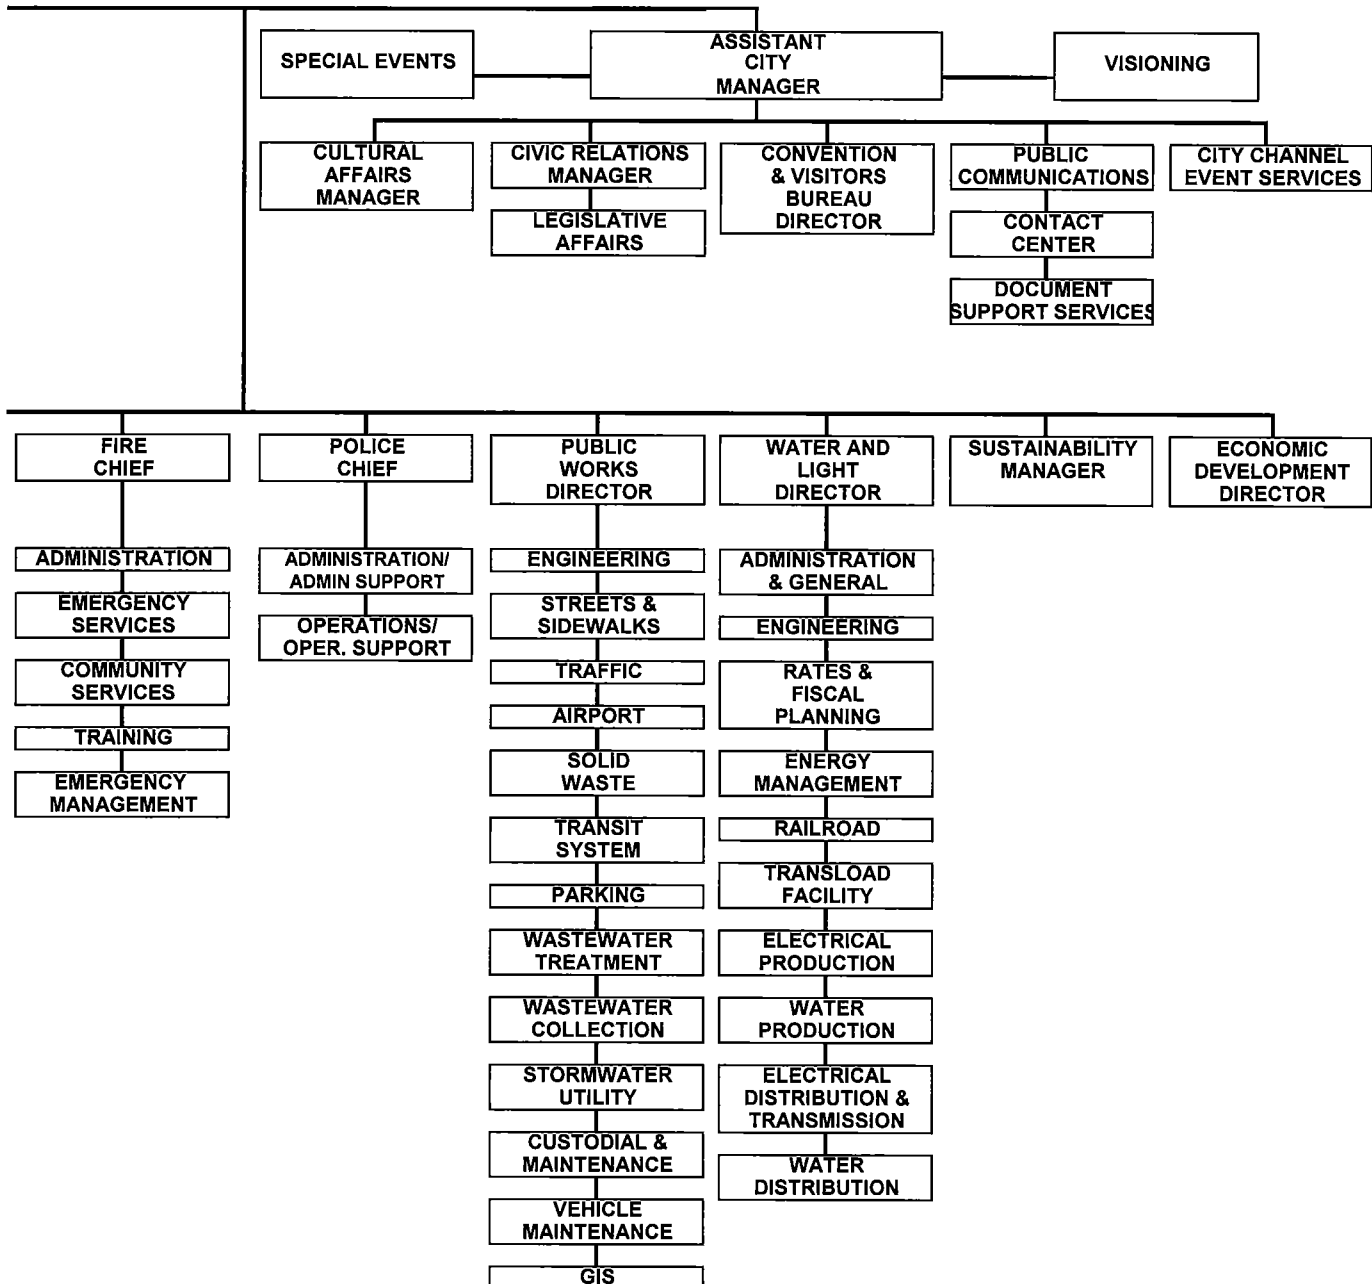 SPECIAL EVENTS
ASSISTANT
CITY
MANAGER
VISIONING
CULTURAL
AFFAIRS
MANAGER
CIVIC RELATIONS
MANAGER
LEGISLATIVE
AFFAIRS
CONVENTION
& VISITORS
BUREAU
DIRECTOR
PUBLIC
COMMUNICATIONS
CONTACT
CENTER
DOCUMENT
SUPPORT SERVICES
CITY CHANNEL
EVENT SERVICES
FIRE
CHIEF
ADMINISTRATION
EMERGENCY
SERVICES
COMMUNITY
SERVICES
TRAINING
EMERGENCY
MANAGEMENT
POLICE
CHIEF
ADMINISTRATION/
ADMIN SUPPORT
OPERATIONS/
OPER. SUPPORT
PUBLIC
WORKS
DIRECTOR
ENGINEERING
STREETS &
SIDEWALKS
TRAFFIC
AIRPORT
SOLID
WASTE
TRANSIT
SYSTEM
PARKING
WASTEWATER
TREATMENT
WASTEWATER
COLLECTION
STORMWATER
UTILITY
CUSTODIAL &
MAINTENANCE
VEHICLE
MAINTENANCE
GIS
WATER AND
LIGHT
DIRECTOR
ADMINISTRATION
& GENERAL
ENGINEERING
RATES &
FISCAL
PLANNING
ENERGY
MANAGEMENT
RAILROAD
TRANSLOAD
FACILITY
ELECTRICAL
PRODUCTION
WATER
PRODUCTION
ELECTRICAL
DISTRIBUTION &
TRANSMISSION
WATER
DISTRIBUTION
SUSTAINABILITY
MANAGER
ECONOMIC
DEVELOPMENT
DIRECTOR